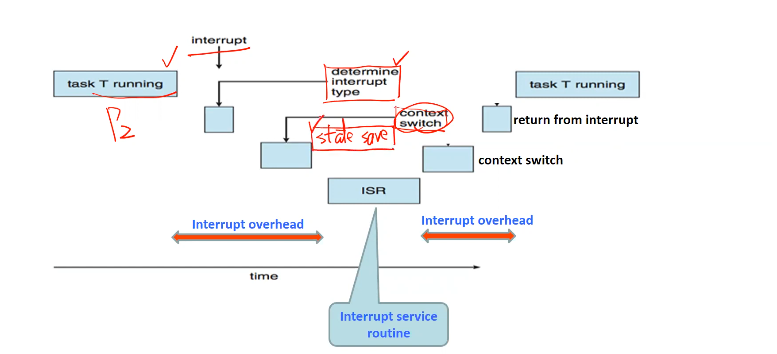 interrupt
task T running
P2
determine
interrupt
type
task T running
context
switch
return from interrupt
state save
context switch
ISR
Interrupt overhead
Interrupt overhead
time
Interrupt service
routine